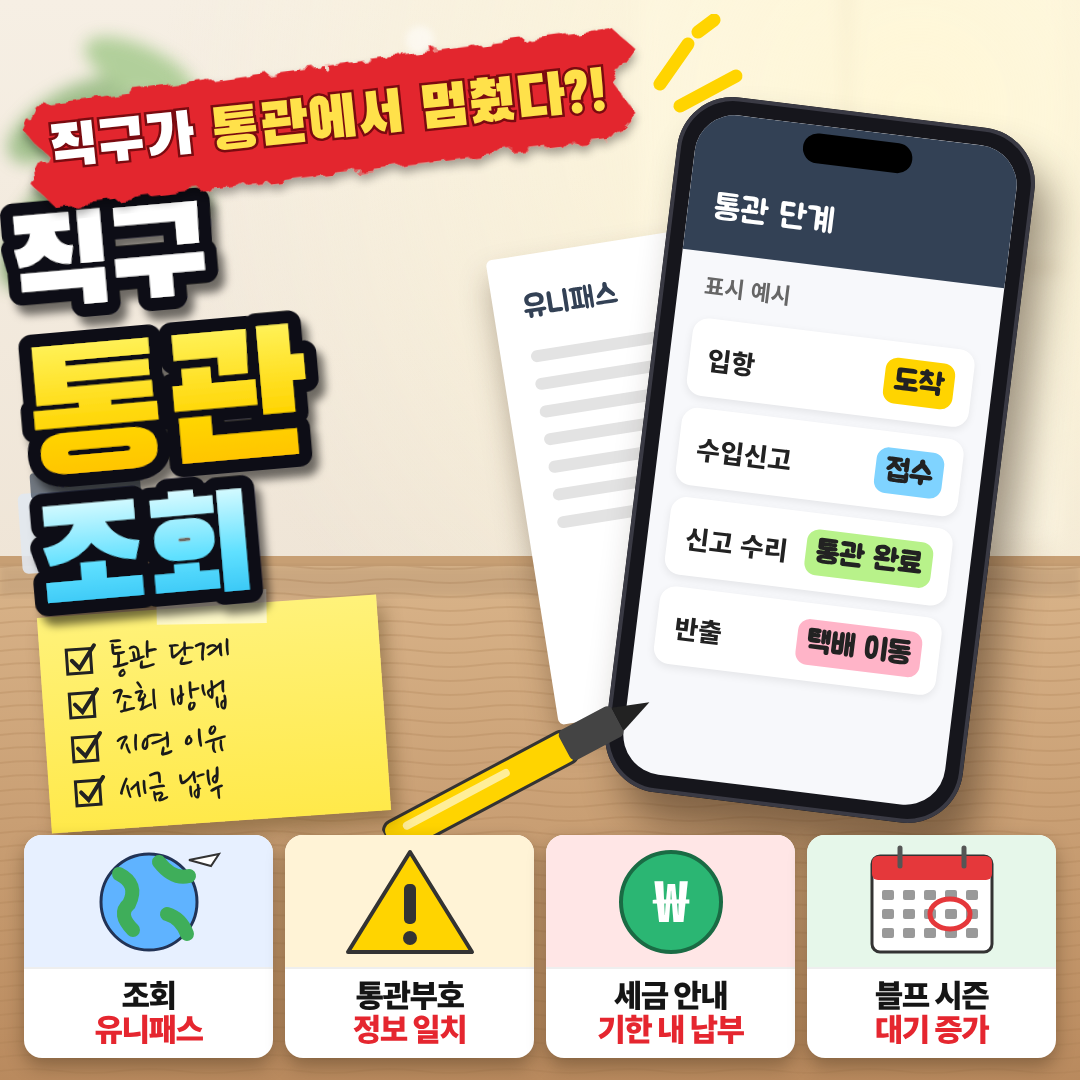 직구가 통관에서 멈췄다?!
직구
통관
조회
통관 단계
조회 방법
지연 이유
세금 납부
유니패스
통관 단계
표시 예시
입항 도착
수입신고 접수
신고 수리 통관 완료
반출 택배 이동
조회
유니패스
통관부호
정보 일치
₩
세금 안내
기한 내 납부
블프 시즌
대기 증가